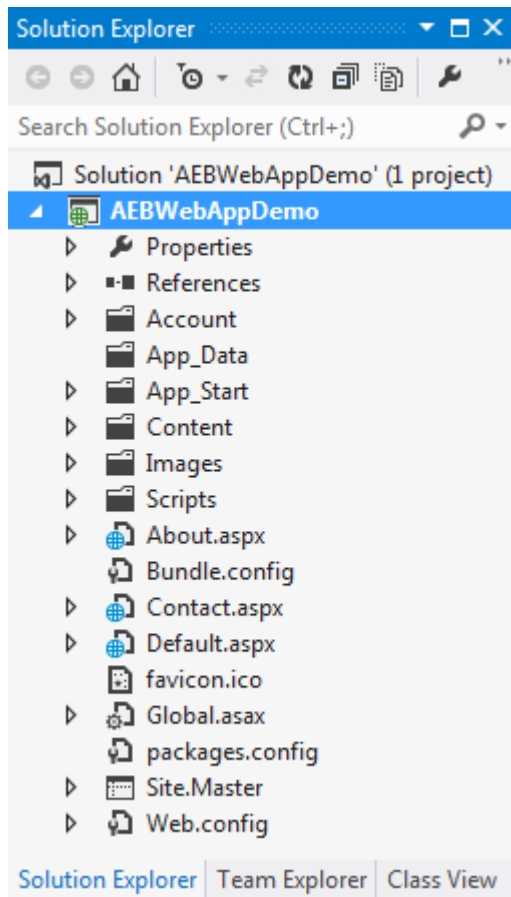 Solution Explorer
Search Solution Explorer (Ctrl+;)
Solution 'AEBWebAppDemo' (1 project)
AEBWebAppDemo
Properties
References
Account
App_Data
App_Start
Content
Images
Scripts
About.aspx
Bundle.config
Contact.aspx
Default.aspx
favicon.ico
Global.asax
packages.config
Site.Master
Web.config
Solution Explorer Team Explorer Class View